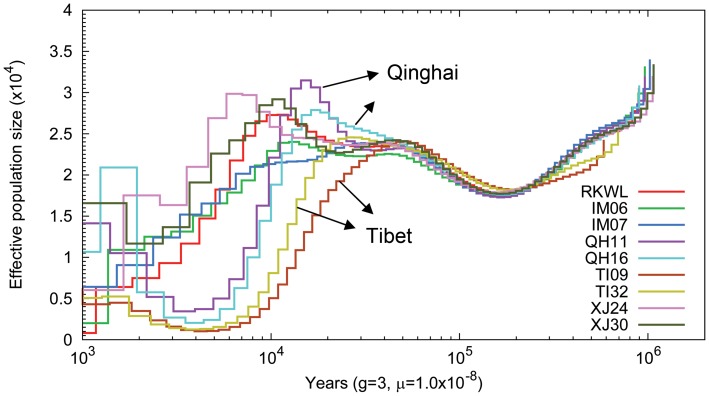 Effective population size (x10⁴)
4
3.5
3
2.5
2
1.5
1
0.5
0
10³
10⁴
10⁵
10⁶
Years (g=3, μ=1.0x10⁻⁸)
Qinghai
Tibet
RKWL
IM06
IM07
QH11
QH16
TI09
TI32
XJ24
XJ30